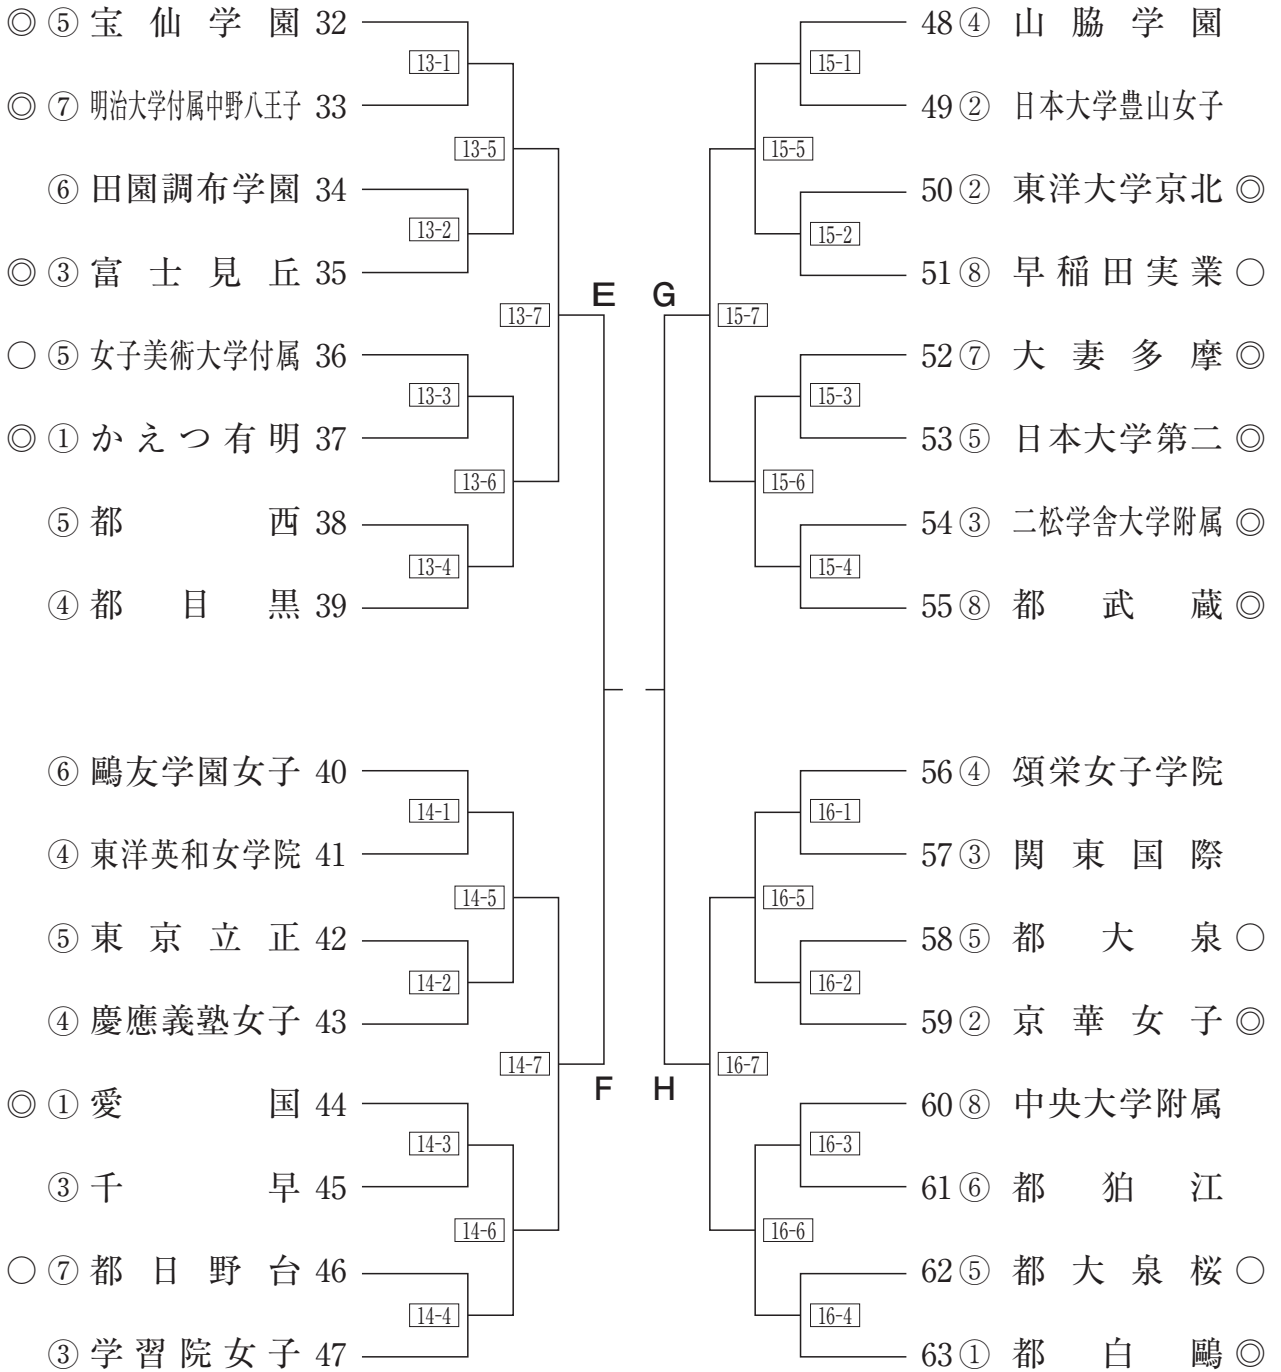 ◎ ⑤ 宝仙学園 32
13-1
◎ ⑦ 明治大学付属中野八王子 33
13-5
⑥ 田園調布学園 34
13-2
◎ ③ 富士見丘 35
13-7
E
○ ⑤ 女子美術大学付属 36
13-3
◎ ① かえつ有明 37
13-6
⑤ 都西 38
13-4
④ 都目黒 39
⑥ 鷗友学園女子 40
14-1
④ 東洋英和女学院 41
14-5
⑤ 東京立正 42
14-2
④ 慶應義塾女子 43
14-7
F
◎ ① 愛国 44
14-3
③ 千早 45
14-6
○ ⑦ 都日野台 46
14-4
③ 学習院女子 47
48 ④ 山脇学園
15-1
49 ② 日本大学豊山女子
15-5
50 ② 東洋大学京北 ◎
15-2
51 ⑧ 早稲田実業 ○
G
15-7
52 ⑦ 大妻多摩 ◎
15-3
53 ⑤ 日本大学第二 ◎
15-6
54 ③ 二松学舎大学附属 ◎
15-4
55 ⑧ 都武蔵 ◎
56 ④ 頌栄女子学院
16-1
57 ③ 関東国際
16-5
58 ⑤ 都大泉 ○
16-2
59 ② 京華女子 ◎
H
16-7
60 ⑧ 中央大学附属
16-3
61 ⑥ 都狛江
16-6
62 ⑤ 都大泉桜 ○
16-4
63 ① 都白鷗 ◎